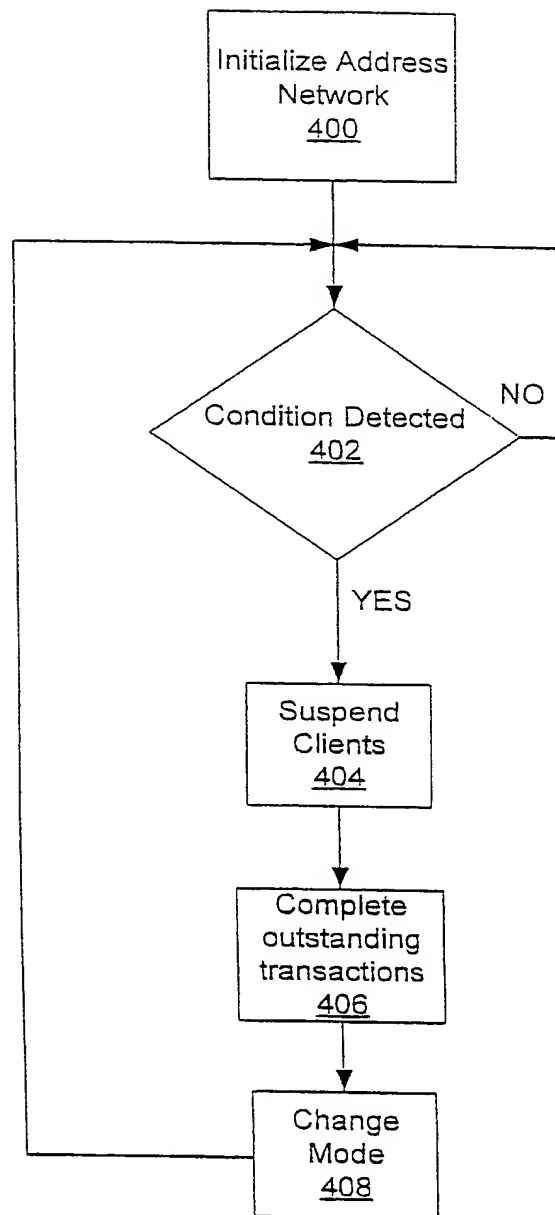 Initialize Address
Network
400
Condition Detected
402
NO
YES
Suspend
Clients
404
Complete
outstanding
transactions
406
Change
Mode
408